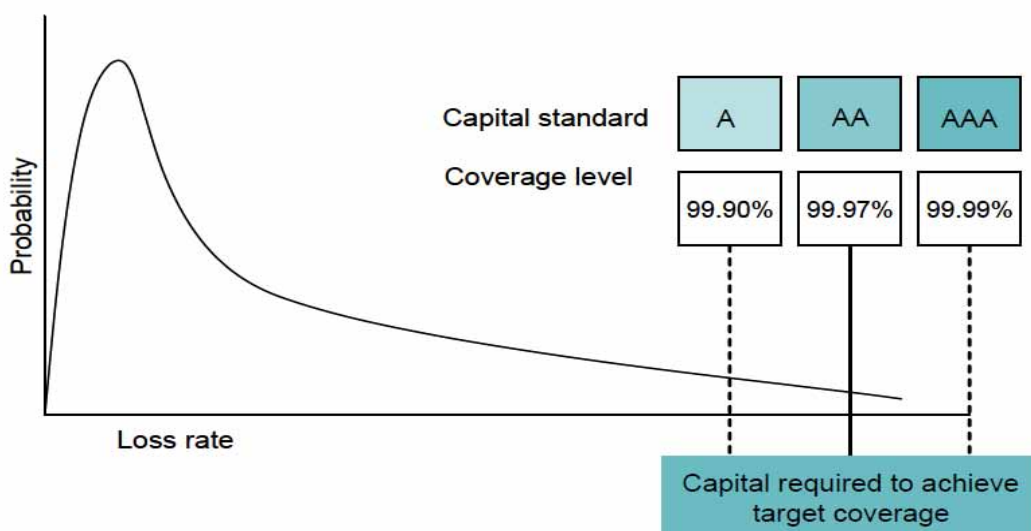 Probability
Capital standard
A
AA
AAA
Coverage level
99.90%
99.97%
99.99%
Loss rate
Capital required to achieve
target coverage